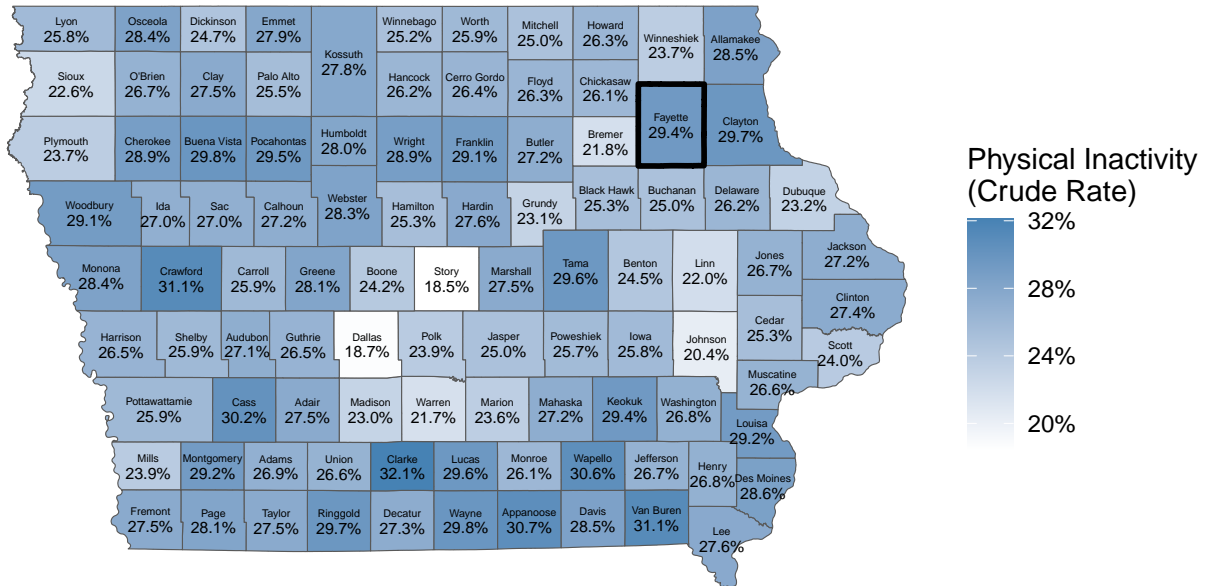 Lyon
25.8%
Osceola
28.4%
Dickinson
24.7%
Emmet
27.9%
Kossuth
27.8%
Winnebago
25.2%
Worth
25.9%
Mitchell
25.0%
Howard
26.3%
Winneshiek
23.7%
Allamakee
28.5%
Sioux
22.6%
O'Brien
26.7%
Clay
27.5%
Palo Alto
25.5%
Hancock
26.2%
Cerro Gordo
26.4%
Floyd
26.3%
Chickasaw
26.1%
Fayette
29.4%
Clayton
29.7%
Plymouth
23.7%
Cherokee
28.9%
Buena Vista
29.8%
Pocahontas
29.5%
Humboldt
28.0%
Wright
28.9%
Franklin
29.1%
Butler
27.2%
Bremer
21.8%
Woodbury
29.1%
Ida
27.0%
Sac
27.0%
Calhoun
27.2%
Webster
28.3%
Hamilton
25.3%
Hardin
27.6%
Grundy
23.1%
Black Hawk
25.3%
Buchanan
25.0%
Delaware
26.2%
Dubuque
23.2%
Monona
28.4%
Crawford
31.1%
Carroll
25.9%
Greene
28.1%
Boone
24.2%
Story
18.5%
Marshall
27.5%
Tama
29.6%
Benton
24.5%
Linn
22.0%
Jones
26.7%
Jackson
27.2%
Clinton
27.4%
Harrison
26.5%
Shelby
25.9%
Audubon
27.1%
Guthrie
26.5%
Dallas
18.7%
Polk
23.9%
Jasper
25.0%
Poweshiek
25.7%
Iowa
25.8%
Johnson
20.4%
Cedar
25.3%
Scott
24.0%
Muscatine
26.6%
Pottawattamie
25.9%
Cass
30.2%
Adair
27.5%
Madison
23.0%
Warren
21.7%
Marion
23.6%
Mahaska
27.2%
Keokuk
29.4%
Washington
26.8%
Louisa
29.2%
Mills
23.9%
Montgomery
29.2%
Adams
26.9%
Union
26.6%
Clarke
32.1%
Lucas
29.6%
Monroe
26.1%
Wapello
30.6%
Jefferson
26.7%
Henry
26.8%
Des Moines
28.6%
Fremont
27.5%
Page
28.1%
Taylor
27.5%
Ringgold
29.7%
Decatur
27.3%
Wayne
29.8%
Appanoose
30.7%
Davis
28.5%
Van Buren
31.1%
Lee
27.6%
Physical Inactivity
(Crude Rate)
32%
28%
24%
20%